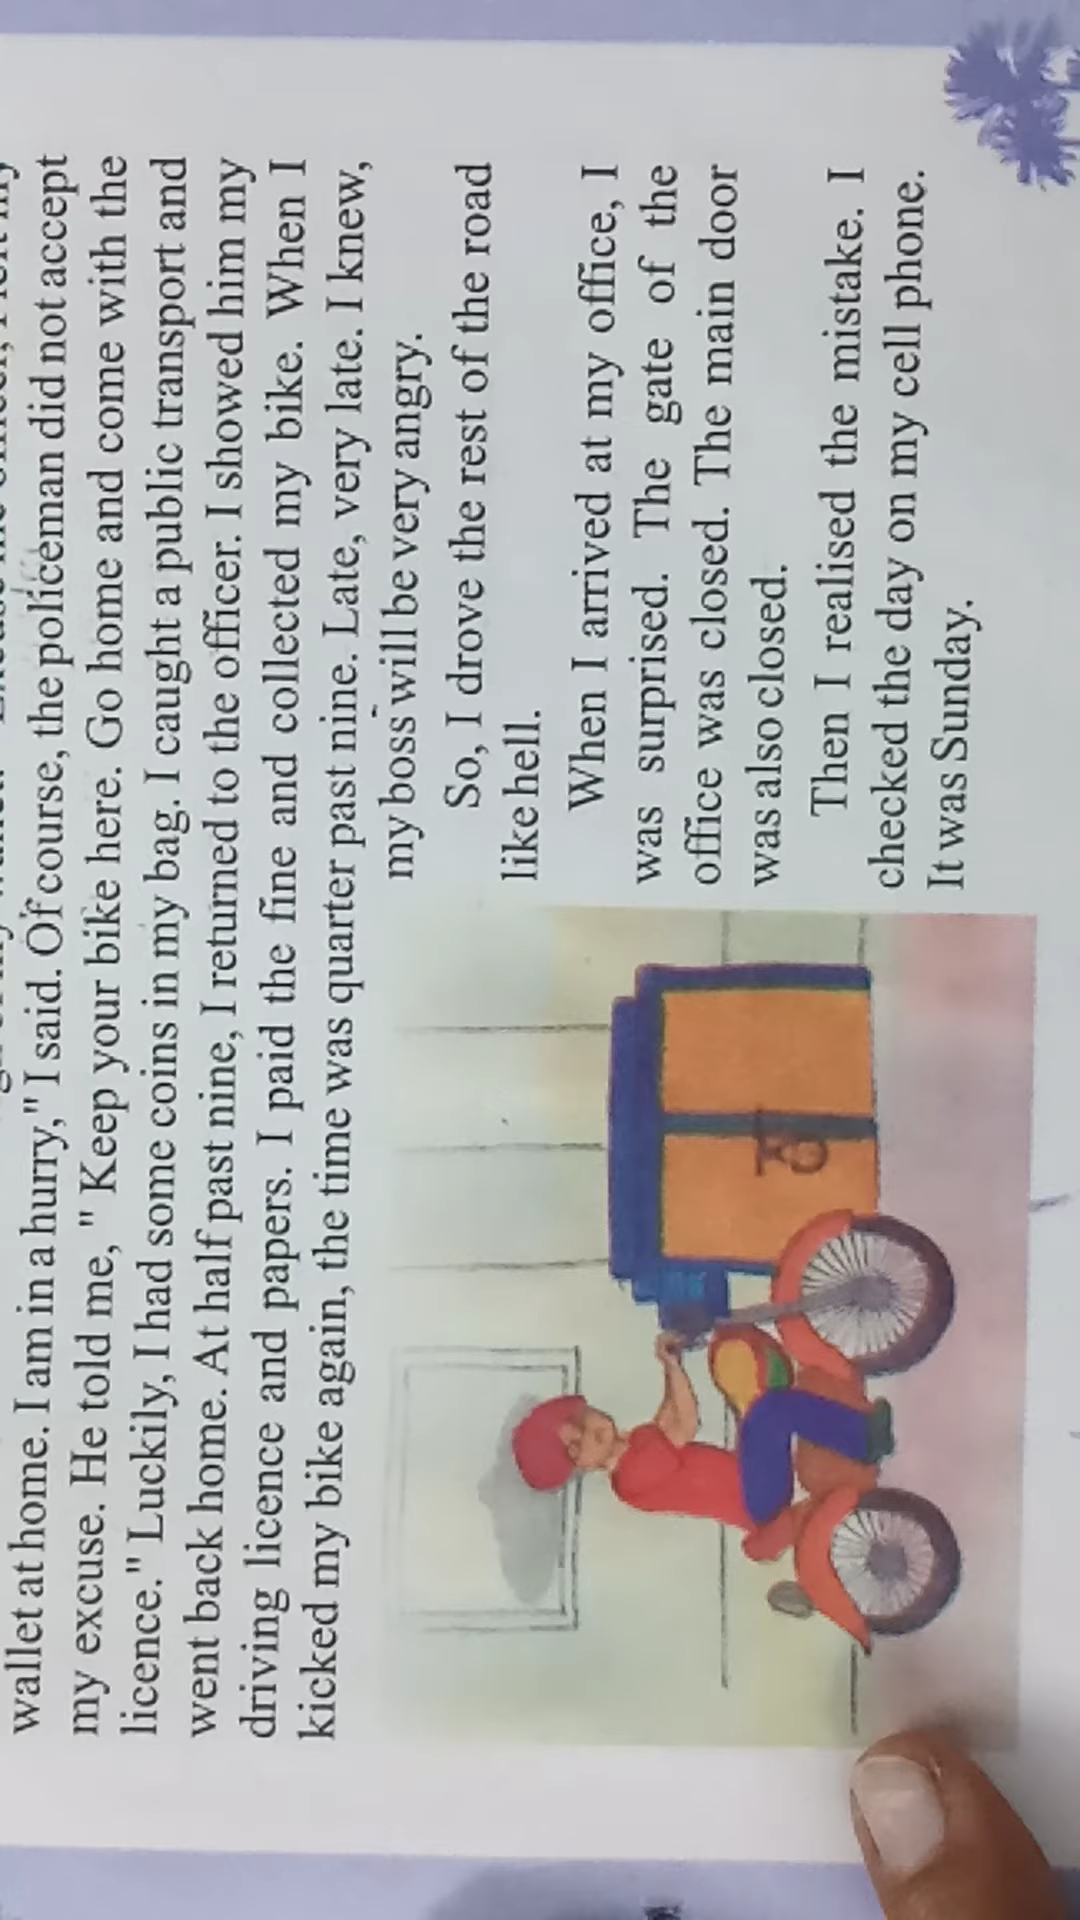 wallet at home. I am in a hurry," I said. Of course, the policeman did not accept
my excuse. He told me, " Keep your bike here. Go home and come with the
licence." Luckily, I had some coins in my bag. I caught a public transport and
went back home. At half past nine, I returned to the officer. I showed him my
driving licence and papers. I paid the fine and collected my bike. When I
kicked my bike again, the time was quarter past nine. Late, very late. I knew,
my boss will be very angry.
So, I drove the rest of the road
like hell.
When I arrived at my office, I
was surprised. The gate of the
office was closed. The main door
was also closed.
Then I realised the mistake. I
checked the day on my cell phone.
It was Sunday.